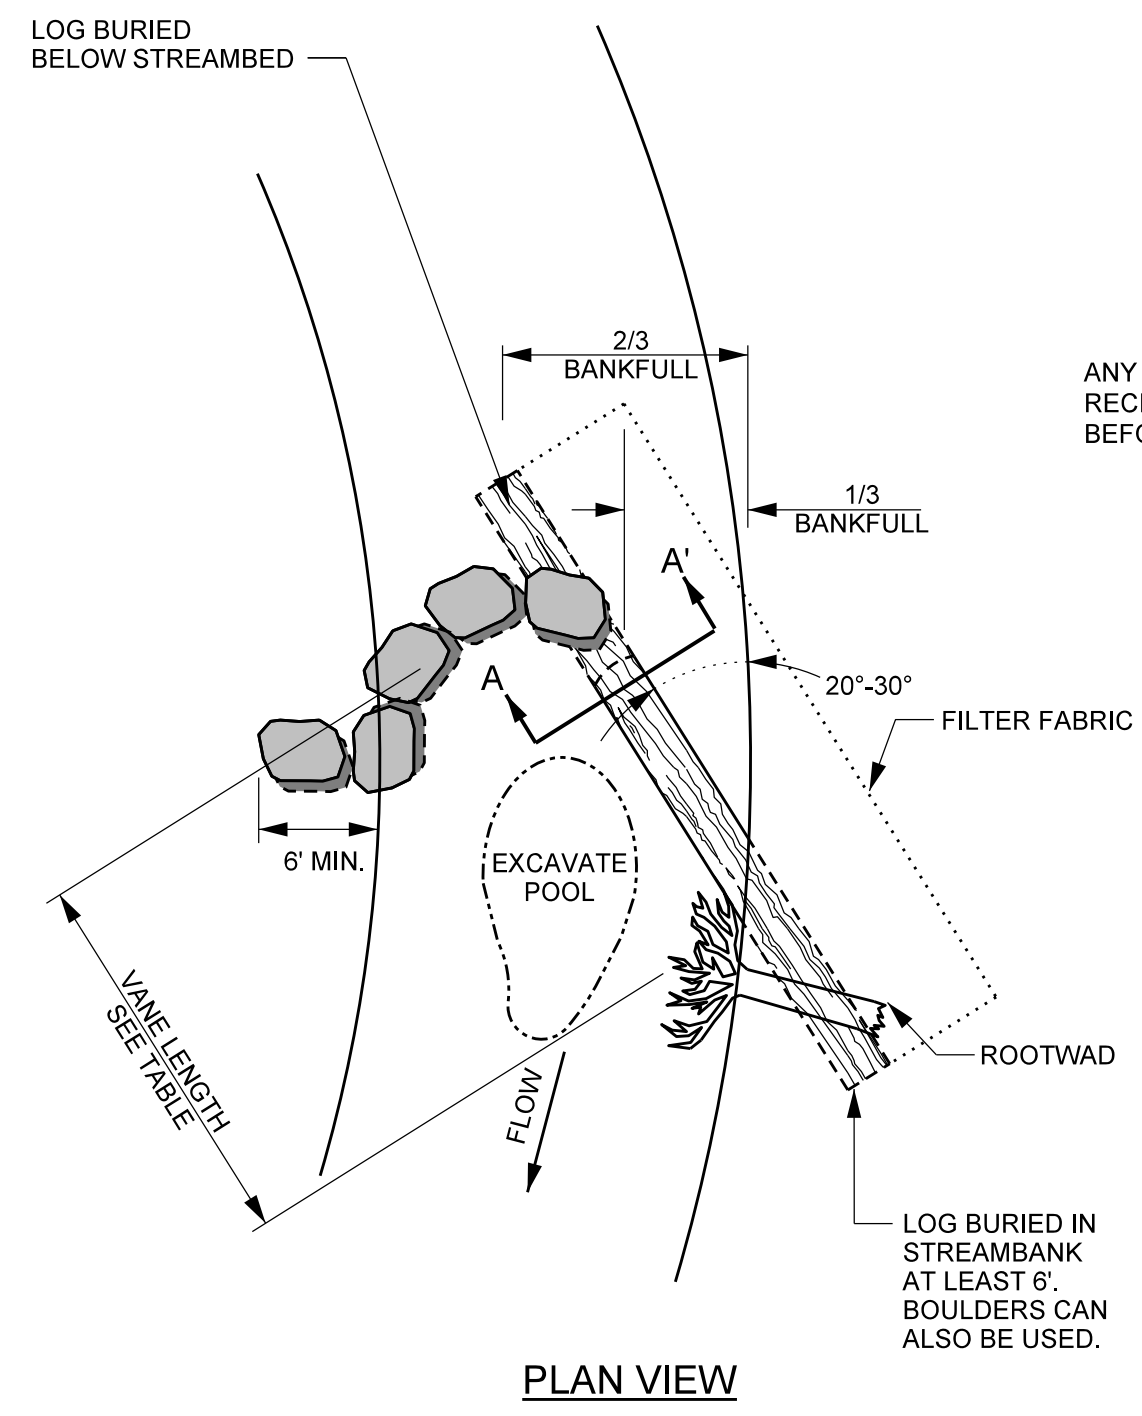 LOG BURIED
BELOW STREAMBED
2/3
BANKFULL
ANY
1/3
BANKFULL
A'
A
20°-30°
FILTER FABRIC
6' MIN.
EXCAVATE
POOL
VANE LENGTH
SEE TABLE
FLOW
ROOTWAD
LOG BURIED IN
STREAMBANK
AT LEAST 6'.
BOULDERS CAN
ALSO BE USED.
PLAN VIEW